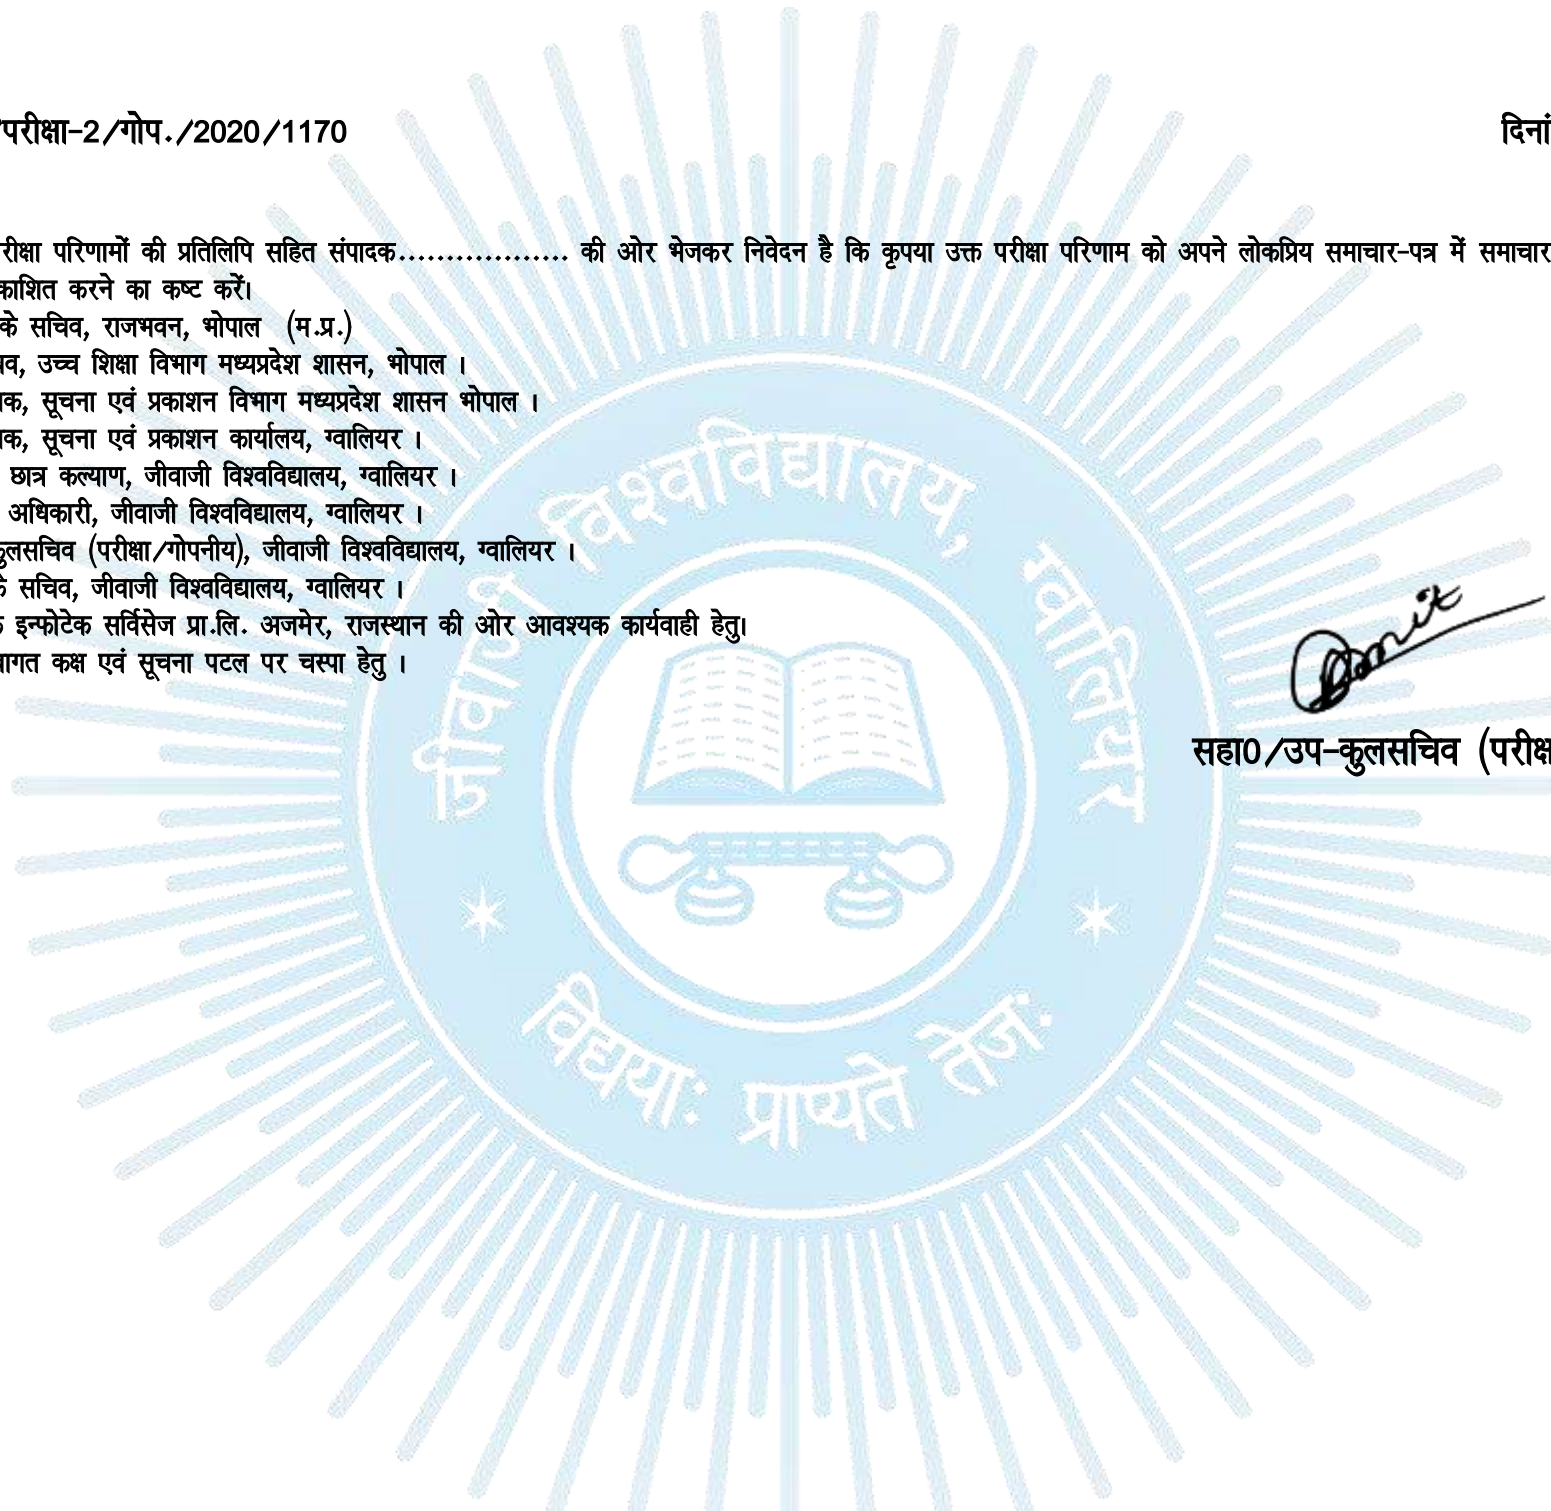 परीक्षा-2/गोप./2020/1170 दिनां
रीक्षा परिणामों की प्रतिलिपि सहित संपादक.................. की ओर भेजकर निवेदन है कि कृपया उक्त परीक्षा परिणाम को अपने लोकप्रिय समाचार-पत्र में समाचार
काशित करने का कष्ट करें।
के सचिव, राजभवन, भोपाल (म.प्र.)
व, उच्च शिक्षा विभाग मध्यप्रदेश शासन, भोपाल ।
क, सूचना एवं प्रकाशन विभाग मध्यप्रदेश शासन भोपाल ।
क, सूचना एवं प्रकाशन कार्यालय, ग्वालियर ।
छात्र कल्याण, जीवाजी विश्वविद्यालय, ग्वालियर ।
अधिकारी, जीवाजी विश्वविद्यालय, ग्वालियर ।
कुलसचिव (परीक्षा/गोपनीय), जीवाजी विश्वविद्यालय, ग्वालियर ।
के सचिव, जीवाजी विश्वविद्यालय, ग्वालियर ।
क इन्फोटेक सर्विसेज प्रा.लि. अजमेर, राजस्थान की ओर आवश्यक कार्यवाही हेतु।
वागत कक्ष एवं सूचना पटल पर चस्पा हेतु ।
सहा0/उप-कुलसचिव (परीक्ष
जीवाजी विश्वविद्यालय, ग्वालियर
विद्ययाः प्राप्यते तेजः